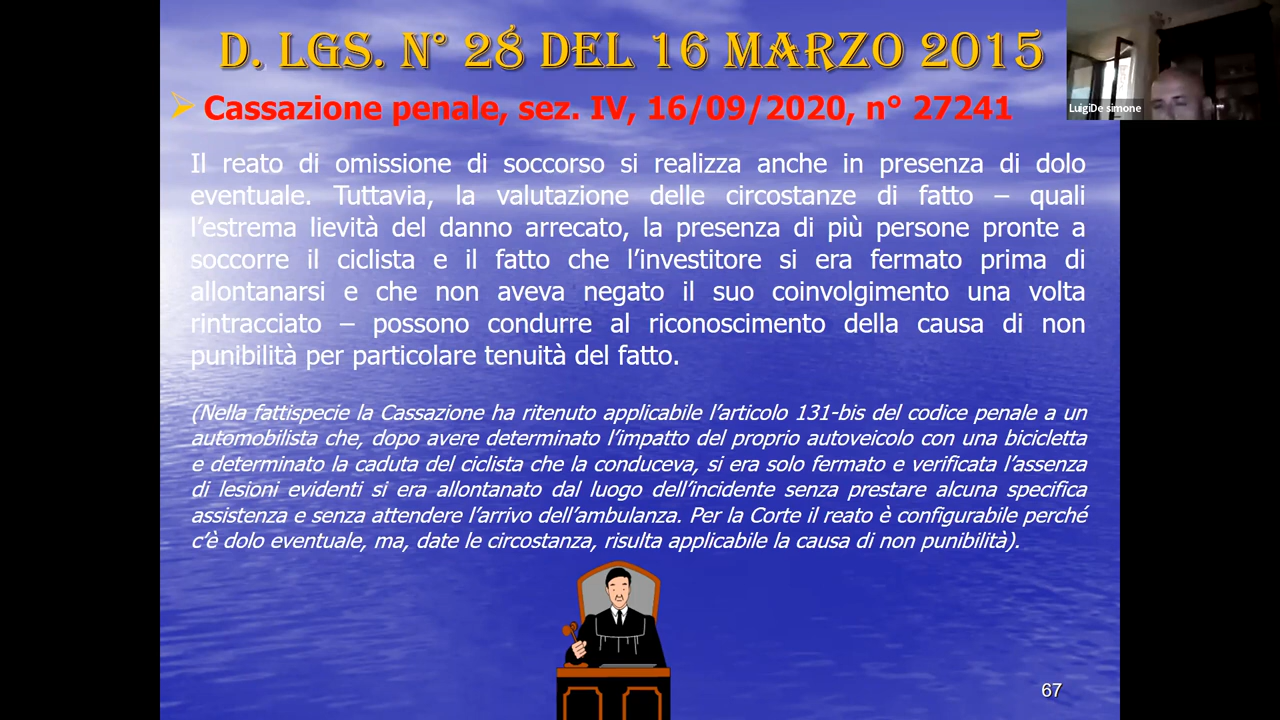 D. LGS. N° 28 DEL 16 MARZO 2015
Cassazione penale, sez. IV, 16/09/2020, n° 27241
LuigiDe simone
Il reato di omissione di soccorso si realizza anche in presenza di dolo
eventuale. Tuttavia, la valutazione delle circostanze di fatto – quali
l’estrema lievità del danno arrecato, la presenza di più persone pronte a
soccorre il ciclista e il fatto che l’investitore si era fermato prima di
allontanarsi e che non aveva negato il suo coinvolgimento una volta
rintracciato – possono condurre al riconoscimento della causa di non
punibilità per particolare tenuità del fatto.
(Nella fattispecie la Cassazione ha ritenuto applicabile l’articolo 131-bis del codice penale a un
automobilista che, dopo avere determinato l’impatto del proprio autoveicolo con una bicicletta
e determinato la caduta del ciclista che la conduceva, si era solo fermato e verificata l’assenza
di lesioni evidenti si era allontanato dal luogo dell’incidente senza prestare alcuna specifica
assistenza e senza attendere l’arrivo dell’ambulanza. Per la Corte il reato è configurabile perché
c’è dolo eventuale, ma, date le circostanza, risulta applicabile la causa di non punibilità).
67